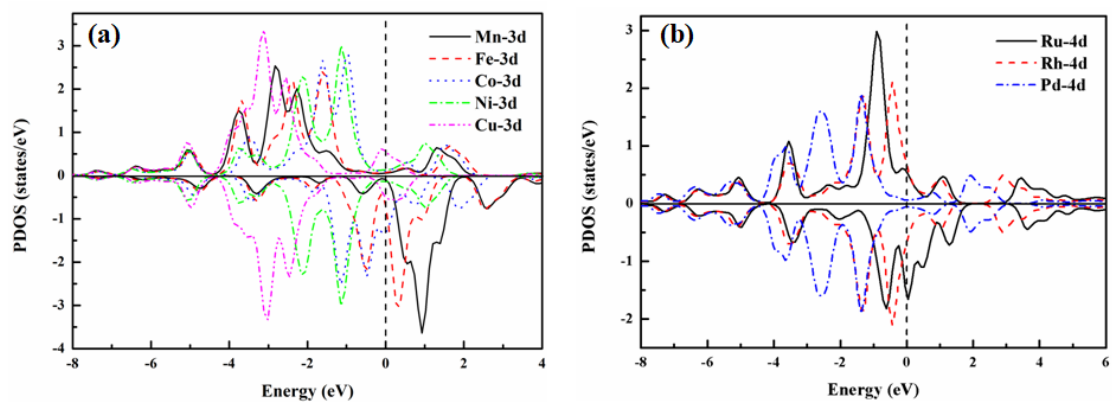 (a)
Mn-3d
Fe-3d
Co-3d
Ni-3d
Cu-3d
PDOS (states/eV)
3
2
1
0
-1
-2
-3
-4
-8
-6
-4
-2
0
2
4
Energy (eV)
(b)
Ru-4d
Rh-4d
Pd-4d
PDOS (states/eV)
3
2
1
0
-1
-2
-8
-6
-4
-2
0
2
4
6
Energy (eV)